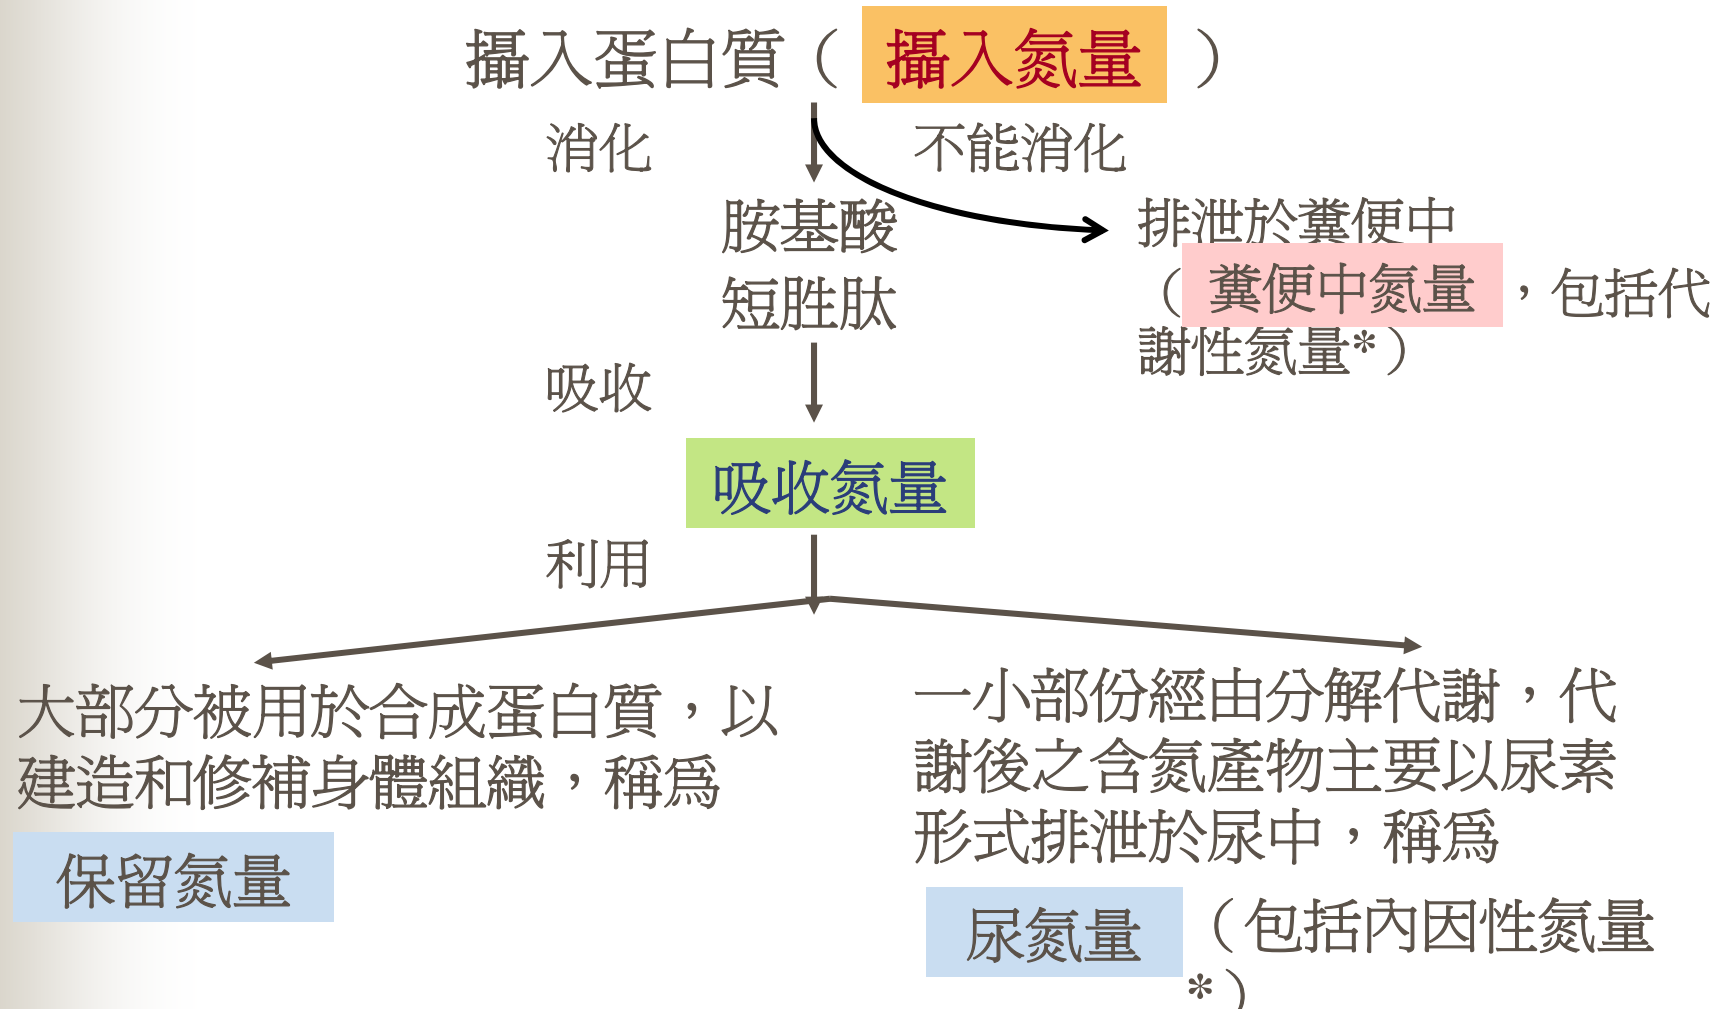 攝入蛋白質（攝入氮量）
消化
不能消化
胺基酸
短胜肽
排泄於糞便中
（糞便中氮量，包括代
謝性氮量*）
吸收
吸收氮量
利用
大部分被用於合成蛋白質，以
建造和修補身體組織，稱為
保留氮量
一小部份經由分解代謝，代
謝後之含氮產物主要以尿素
形式排泄於尿中，稱為
尿氮量（包括內因性氮量
*）